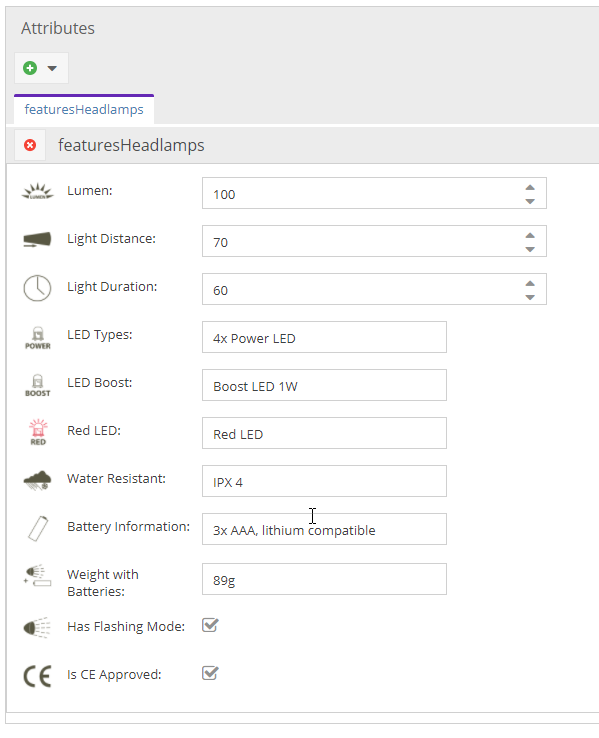 Attributes
featuresHeadlamps
featuresHeadlamps
LUMEN
Lumen:
100
Light Distance:
70
Light Duration:
60
POWER
LED Types:
4x Power LED
BOOST
LED Boost:
Boost LED 1W
RED
Red LED:
Red LED
Water Resistant:
IPX 4
Battery Information:
3x AAA, lithium compatible
Weight with
Batteries:
89g
Has Flashing Mode:
CE
Is CE Approved: